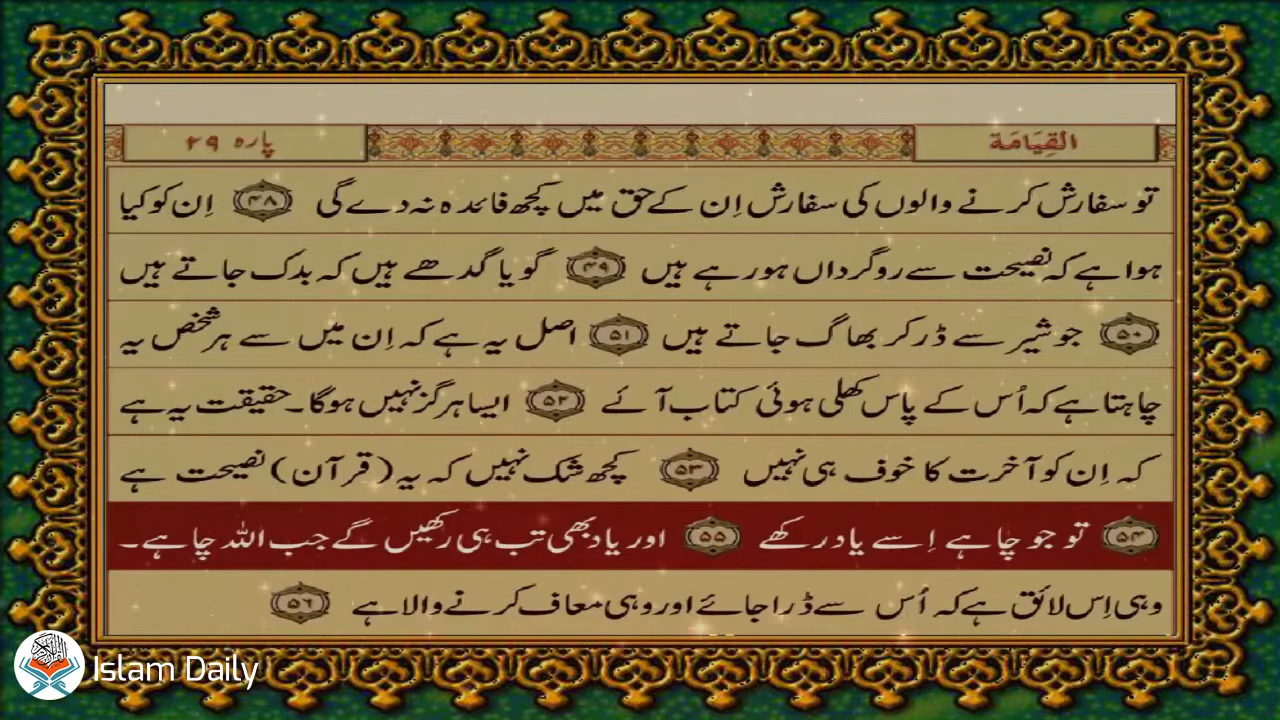 القِيَامَة
پارہ ۲۹
تو سفارش کرنے والوں کی سفارش اِن کے حق میں کچھ فائدہ نہ دے گی ۴۸ اِن کو کیا
ہوا ہے کہ نصیحت سے روگرداں ہو رہے ہیں ۴۹ گویا گدھے ہیں کہ بدک جاتے ہیں
۵۰ جو شیر سے ڈر کر بھاگ جاتے ہیں ۵۱ اصل یہ ہے کہ اِن میں سے ہر شخص یہ
چاہتا ہے کہ اُس کے پاس کھلی ہوئی کتاب آئے ۵۲ ایسا ہرگز نہیں ہوگا۔ حقیقت یہ ہے
کہ اِن کو آخرت کا خوف ہی نہیں ۵۳ کچھ شک نہیں کہ یہ (قرآن) نصیحت ہے
۵۴ تو جو چاہے اِسے یاد رکھے ۵۵ اور یاد بھی تب ہی رکھیں گے جب اللہ چاہے۔
وہی اِس لائق ہے کہ اُس سے ڈرا جائے اور وہی معاف کرنے والا ہے ۵۶
Islam Daily